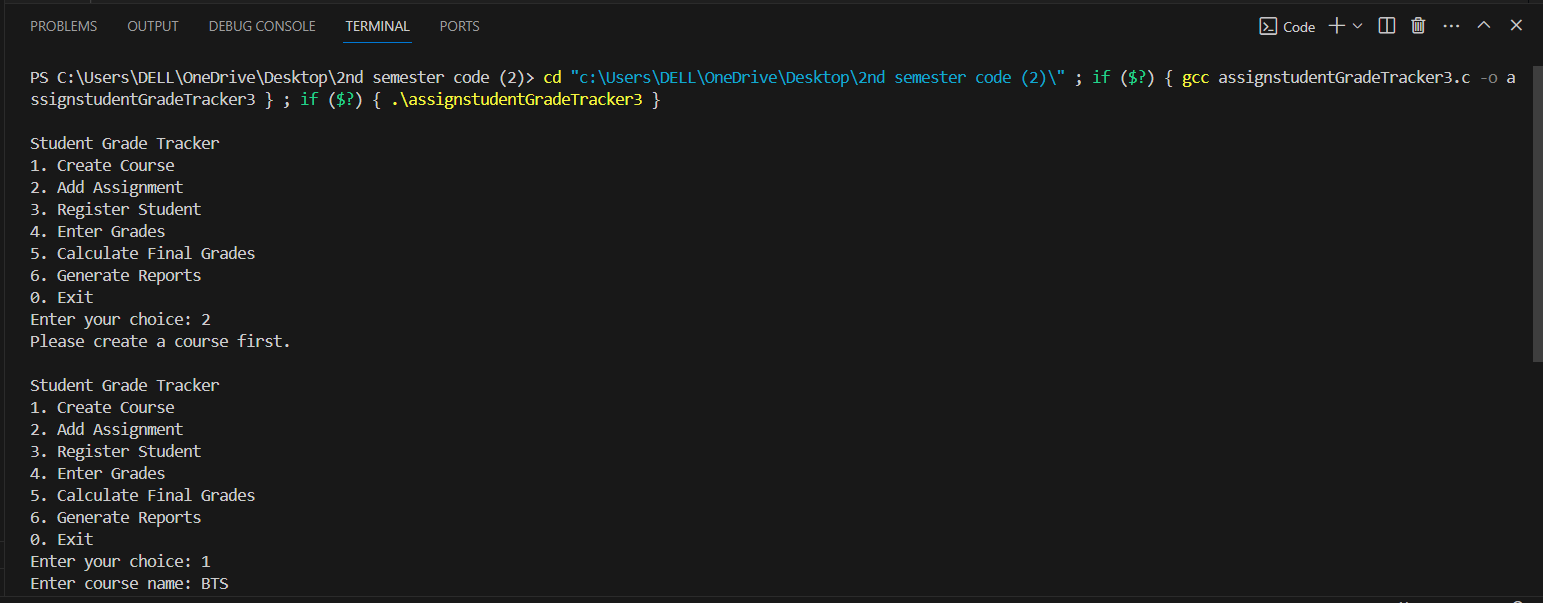 PROBLEMS OUTPUT DEBUG CONSOLE TERMINAL PORTS Code
PS C:\Users\DELL\OneDrive\Desktop\2nd semester code (2)> cd "c:\Users\DELL\OneDrive\Desktop\2nd semester code (2)\" ; if ($?) { gcc assignstudentGradeTracker3.c -o a
ssignstudentGradeTracker3 } ; if ($?) { .\assignstudentGradeTracker3 }
Student Grade Tracker
1. Create Course
2. Add Assignment
3. Register Student
4. Enter Grades
5. Calculate Final Grades
6. Generate Reports
0. Exit
Enter your choice: 2
Please create a course first.
Student Grade Tracker
1. Create Course
2. Add Assignment
3. Register Student
4. Enter Grades
5. Calculate Final Grades
6. Generate Reports
0. Exit
Enter your choice: 1
Enter course name: BTS